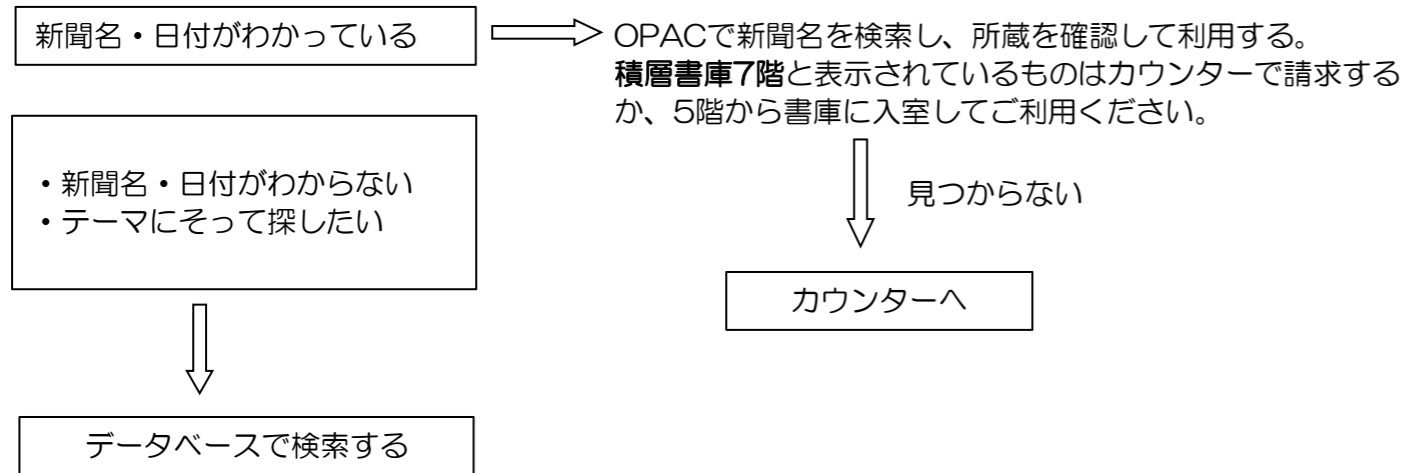 新聞名・日付がわかっている
OPACで新聞名を検索し、所蔵を確認して利用する。
積層書庫7階と表示されているものはカウンターで請求する
か、5階から書庫に入室してご利用ください。
・新聞名・日付がわからない
・テーマにそって探したい
見つからない
カウンターへ
データベースで検索する